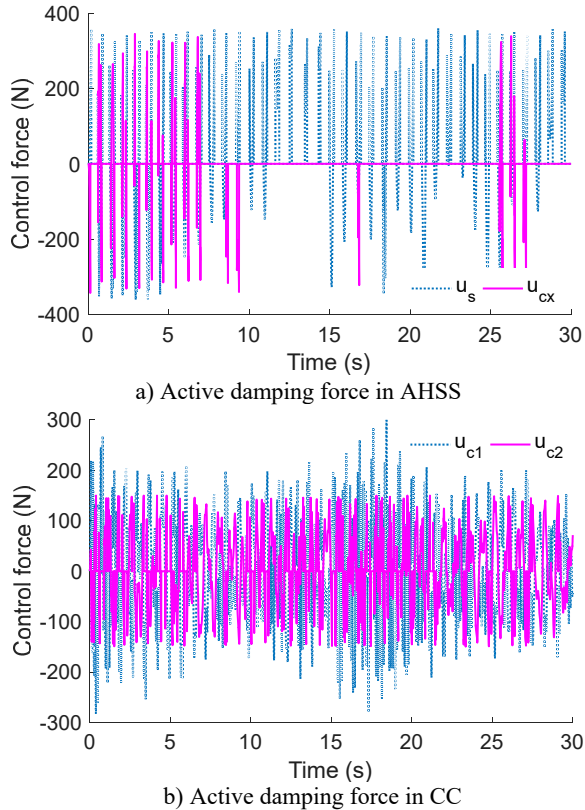 400
200
0
-200
-400
Control force (N)
u_s u_cx
0 5 10 15 20 25 30
Time (s)
a) Active damping force in AHSS
300
200
100
0
-100
-200
-300
Control force (N)
u_c1 u_c2
0 5 10 15 20 25 30
Time (s)
b) Active damping force in CC